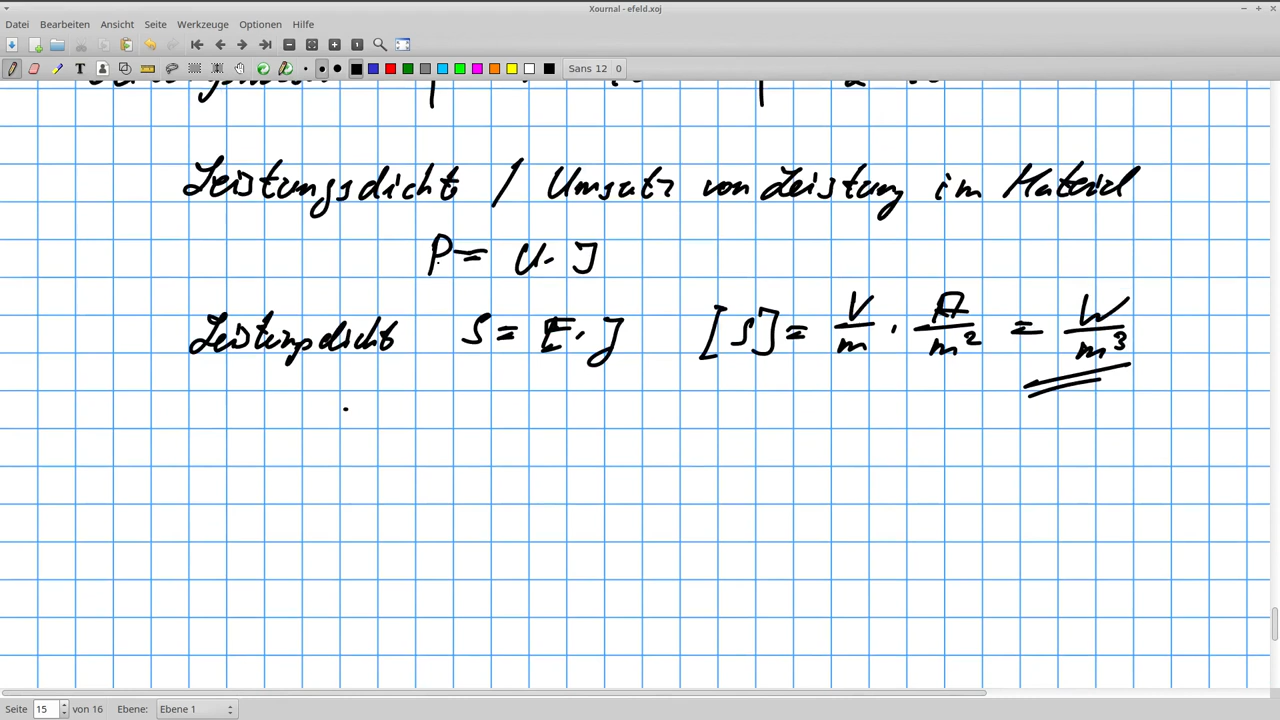 Xournal - efeld.xoj
Datei Bearbeiten Ansicht Seite Werkzeuge Optionen Hilfe
Sans 12 0
Leistungsdichte / Umsatz von Leistung im Material
P = U · I
Leistungsdicht S = E · J [S] = V/m · A/m² = W/m³
Seite 15 von 16 Ebene: Ebene 1